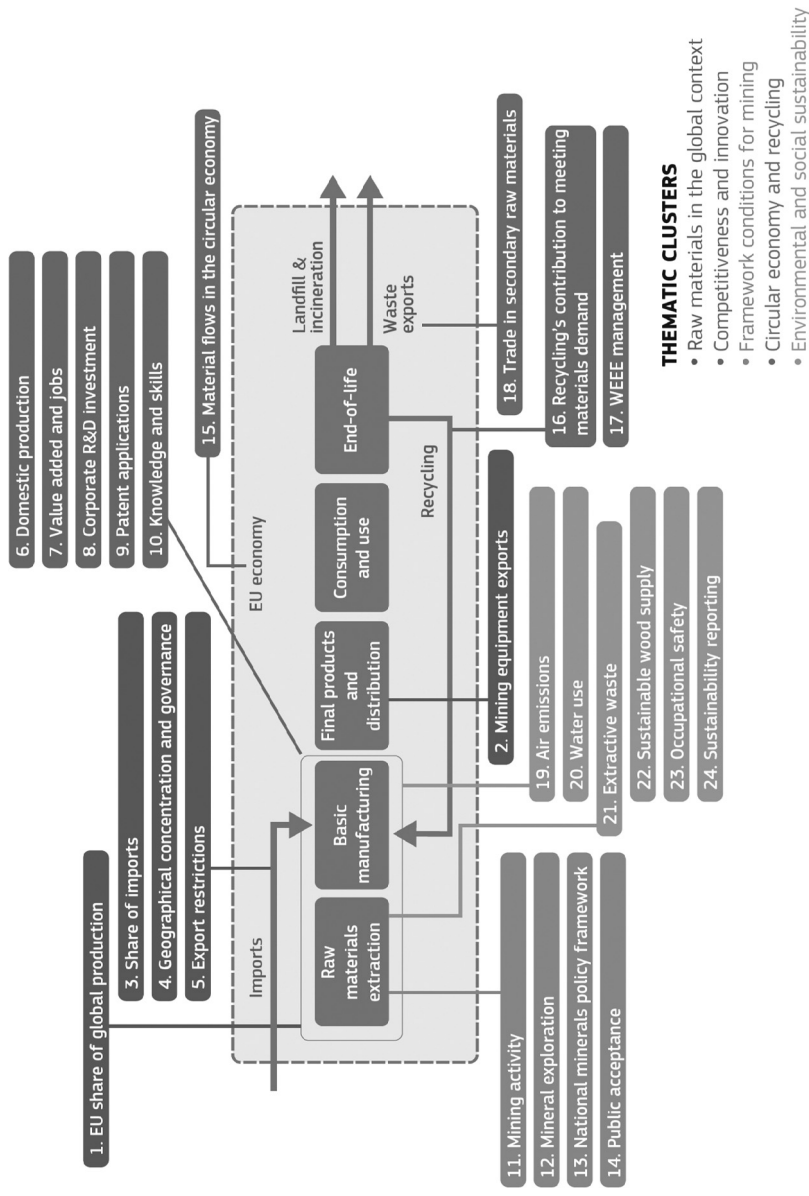 1. EU share of global production
3. Share of imports
4. Geographical concentration and governance
5. Export restrictions
6. Domestic production
7. Value added and jobs
8. Corporate R&D investment
9. Patent applications
10. Knowledge and skills
15. Material flows in the circular economy
Imports
EU economy
Raw
materials
extraction
Basic
manufacturing
Final products
and
distribution
Consumption
and use
End-of-life
Landfill &
incineration
Waste
exports
Recycling
11. Mining activity
12. Mineral exploration
13. National minerals policy framework
14. Public acceptance
2. Mining equipment exports
19. Air emissions
20. Water use
21. Extractive waste
22. Sustainable wood supply
23. Occupational safety
24. Sustainability reporting
18. Trade in secondary raw materials
16. Recycling's contribution to meeting
materials demand
17. WEEE management
THEMATIC CLUSTERS
• Raw materials in the global context
• Competitiveness and innovation
• Framework conditions for mining
• Circular economy and recycling
• Environmental and social sustainability